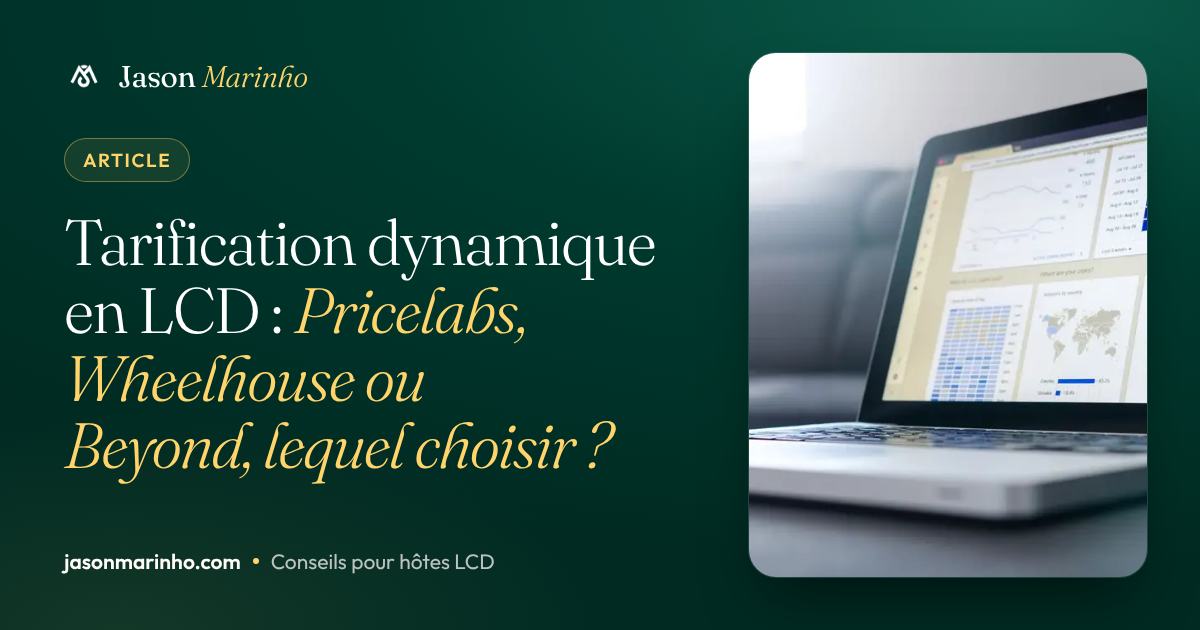 Jason Marinho
ARTICLE
Tarification dynamique
en LCD : Pricelabs,
Wheelhouse ou
Beyond, lequel choisir ?
jasonmarinho.com • Conseils pour hôtes LCD